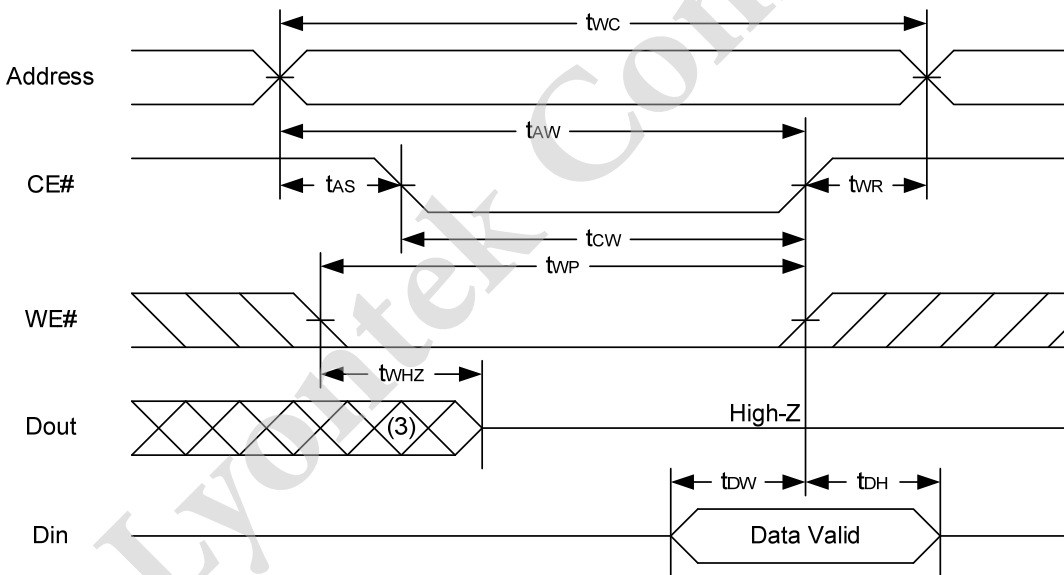 tWC
Address
tAW
CE#
tAS
tWR
tCW
tWP
WE#
tWHZ
Dout
(3)
High-Z
tDW
tDH
Din
Data Valid
Lyontek Con